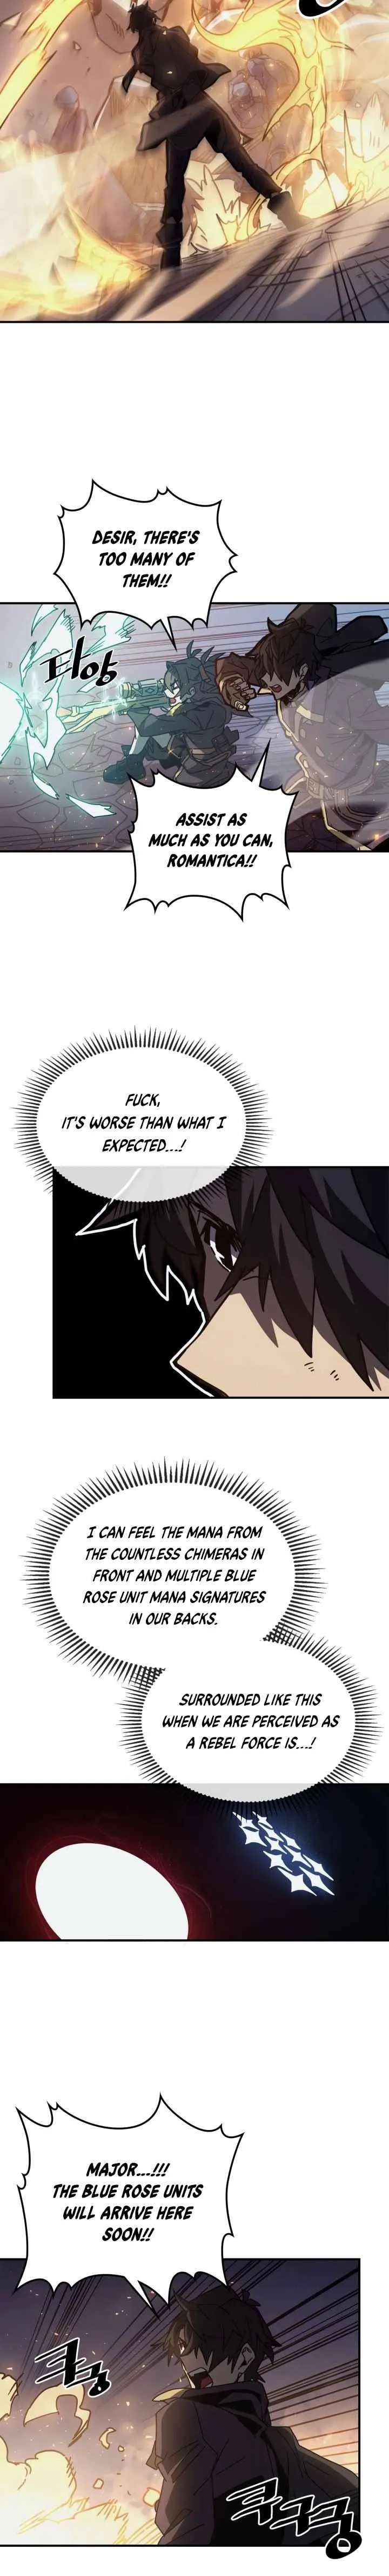 DESIR, THERE'S
TOO MANY OF
THEM!!
타앙
ASSIST AS
MUCH AS YOU CAN,
ROMANTICA!!
FUCK,
IT'S WORSE THAN WHAT I
EXPECTED...!
I CAN FEEL THE MANA FROM
THE COUNTLESS CHIMERAS IN
FRONT AND MULTIPLE BLUE
ROSE UNIT MANA SIGNATURES
IN OUR BACKS.
SURROUNDED LIKE THIS
WHEN WE ARE PERCEIVED AS
A REBEL FORCE IS...!
MAJOR...!!!
THE BLUE ROSE UNITS
WILL ARRIVE HERE
SOON!!
쿠궁
쿠구궁